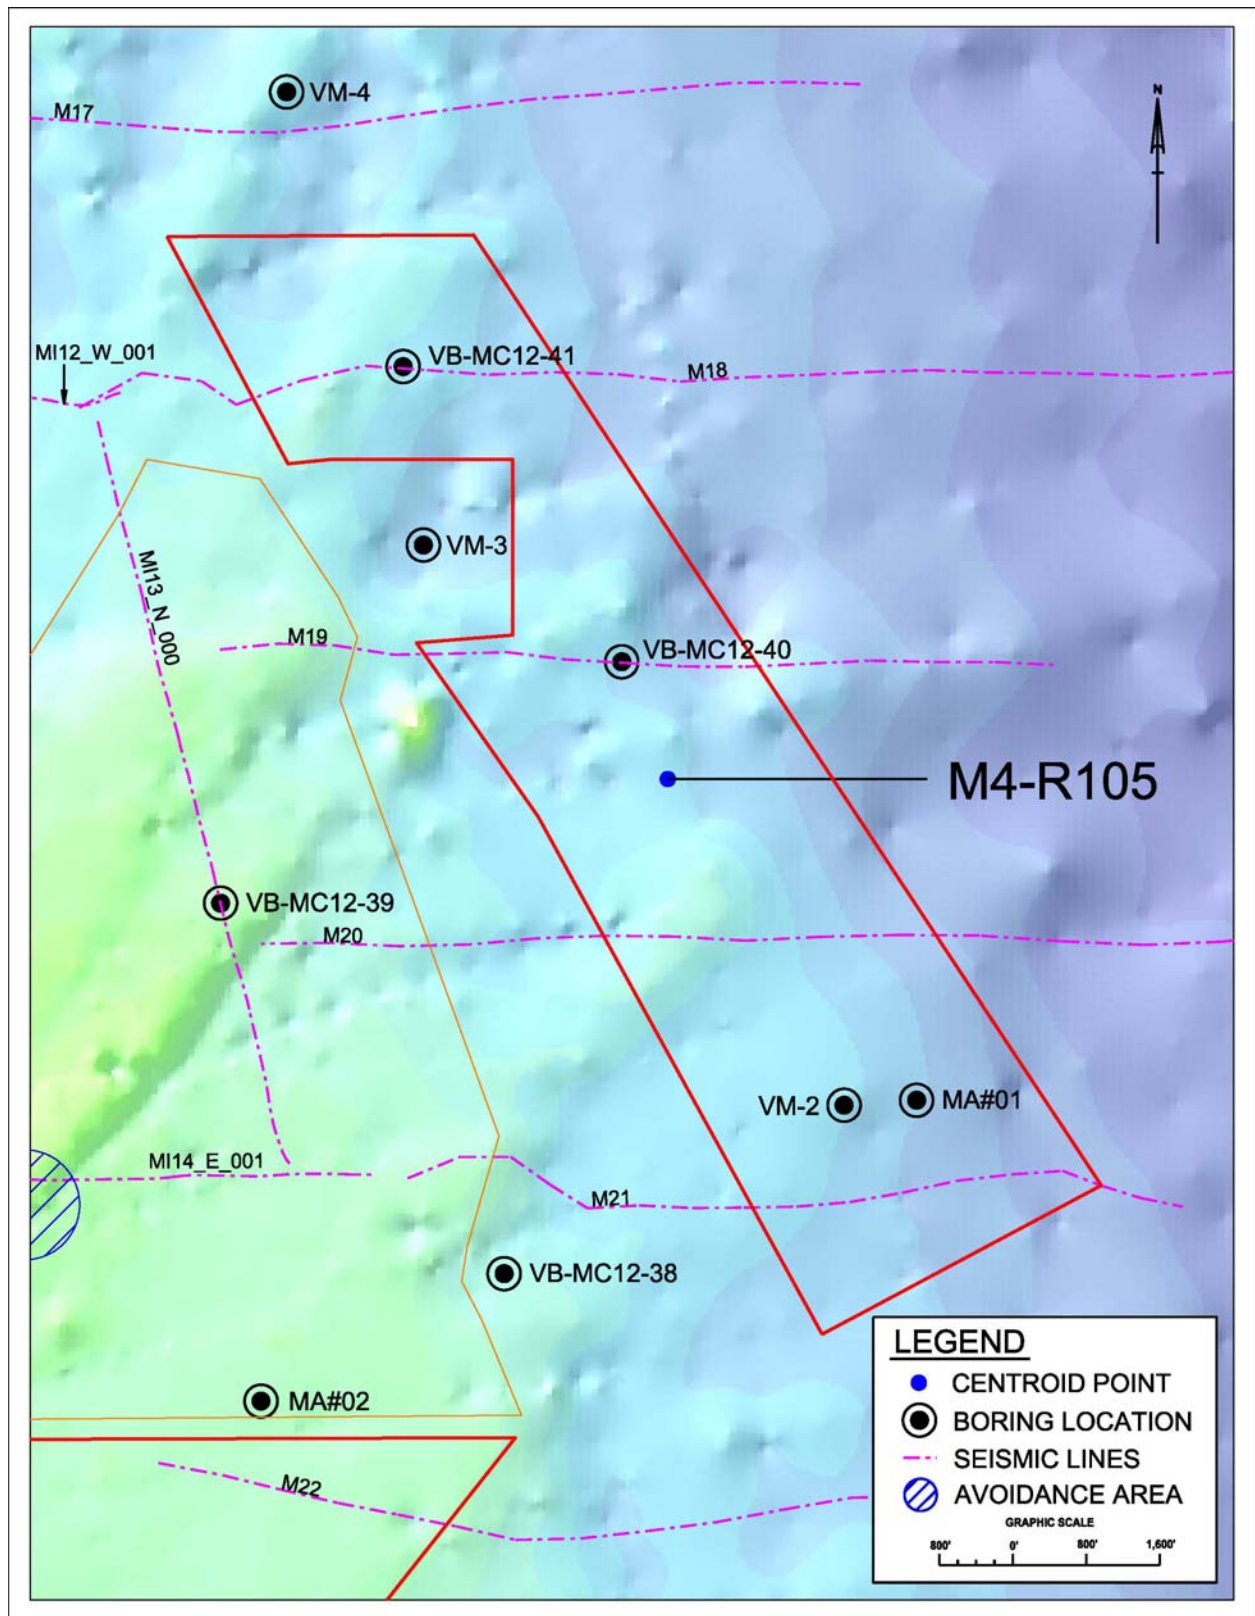 N
VM-4
M17
MI12_W_001
VB-MC12-41
M18
VM-3
MI13_N_000
M19
VB-MC12-40
M4-R105
VB-MC12-39
M20
VM-2
MA#01
MI14_E_001
M21
VB-MC12-38
MA#02
M22
LEGEND
CENTROID POINT
BORING LOCATION
SEISMIC LINES
AVOIDANCE AREA
GRAPHIC SCALE
800' 0' 800' 1,600'